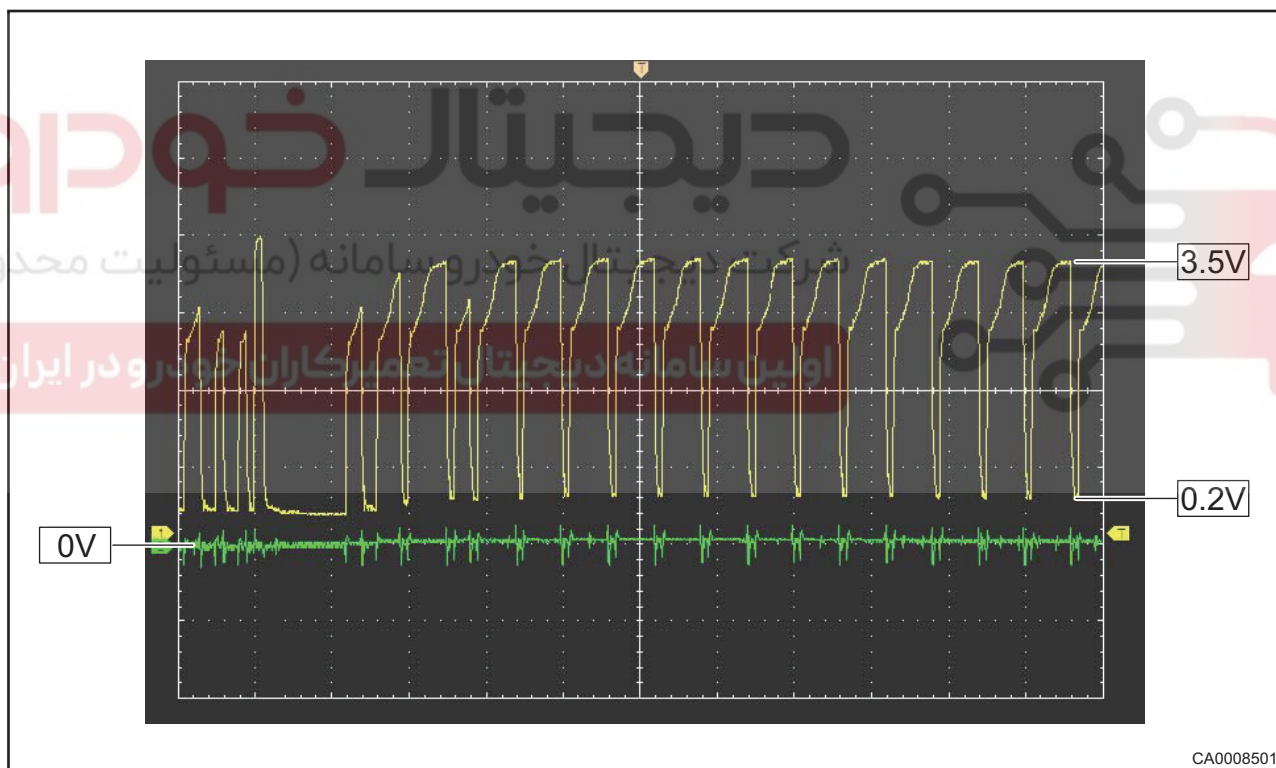 دیجیتال خودرو
شرکت دیجیتال خودرو سامانه (مسئولیت محدو
3.5V
اولین سامانه دیجیتال تعمیرکاران خودرو در ایران
0.2V
0V
CA0008501